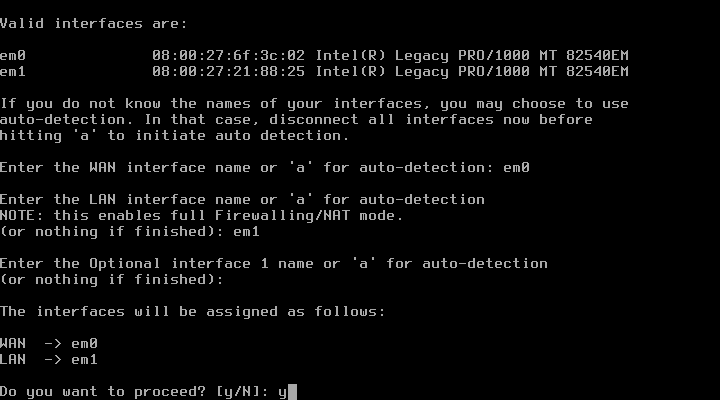 Valid interfaces are:
em0 08:00:27:6f:3c:02 Intel(R) Legacy PRO/1000 MT 82540EM
em1 08:00:27:21:88:25 Intel(R) Legacy PRO/1000 MT 82540EM
If you do not know the names of your interfaces, you may choose to use
auto-detection. In that case, disconnect all interfaces now before
hitting 'a' to initiate auto detection.
Enter the WAN interface name or 'a' for auto-detection: em0
Enter the LAN interface name or 'a' for auto-detection
NOTE: this enables full Firewalling/NAT mode.
(or nothing if finished): em1
Enter the Optional interface 1 name or 'a' for auto-detection
(or nothing if finished):
The interfaces will be assigned as follows:
WAN -> em0
LAN -> em1
Do you want to proceed? [y/N]: y